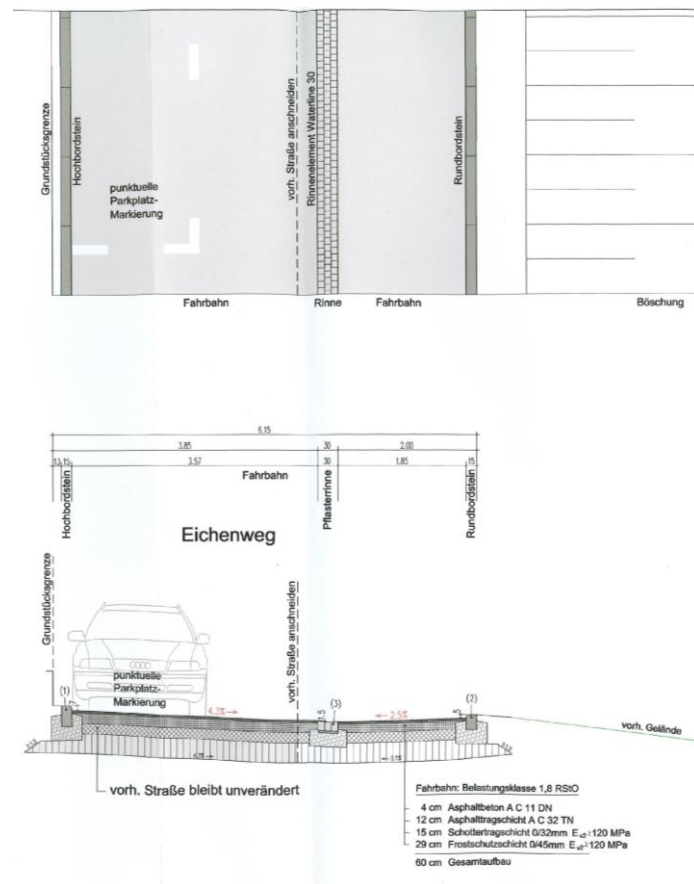 Grundstücksgrenze
Hochbordstein
punktuelle
Parkplatz-
Markierung
vorh. Straße anschneiden
Rinnenelement Waterline 30
Rundbordstein
Fahrbahn
Rinne
Fahrbahn
Böschung
6.15
3.85
30
2.00
13
15
3.57
30
1.85
15
Fahrbahn
Hochbordstein
Pflasterrinne
Rundbordstein
Eichenweg
Grundstücksgrenze
vorh. Straße anschneiden
punktuelle
Parkplatz-
Markierung
(1)
7
4.3%
1.5
(3)
2.5%
(2)
vorh. Gelände
vorh. Straße bleibt unverändert
Fahrbahn: Belastungsklasse 1,8 RStO
4 cm Asphaltbeton A C 11 DN
12 cm Asphalttragschicht A C 32 TN
15 cm Schottertragschicht 0/32mm Ev2≥120 MPa
29 cm Frostschutzschicht 0/45mm Ev2≥120 MPa
60 cm Gesamtaufbau